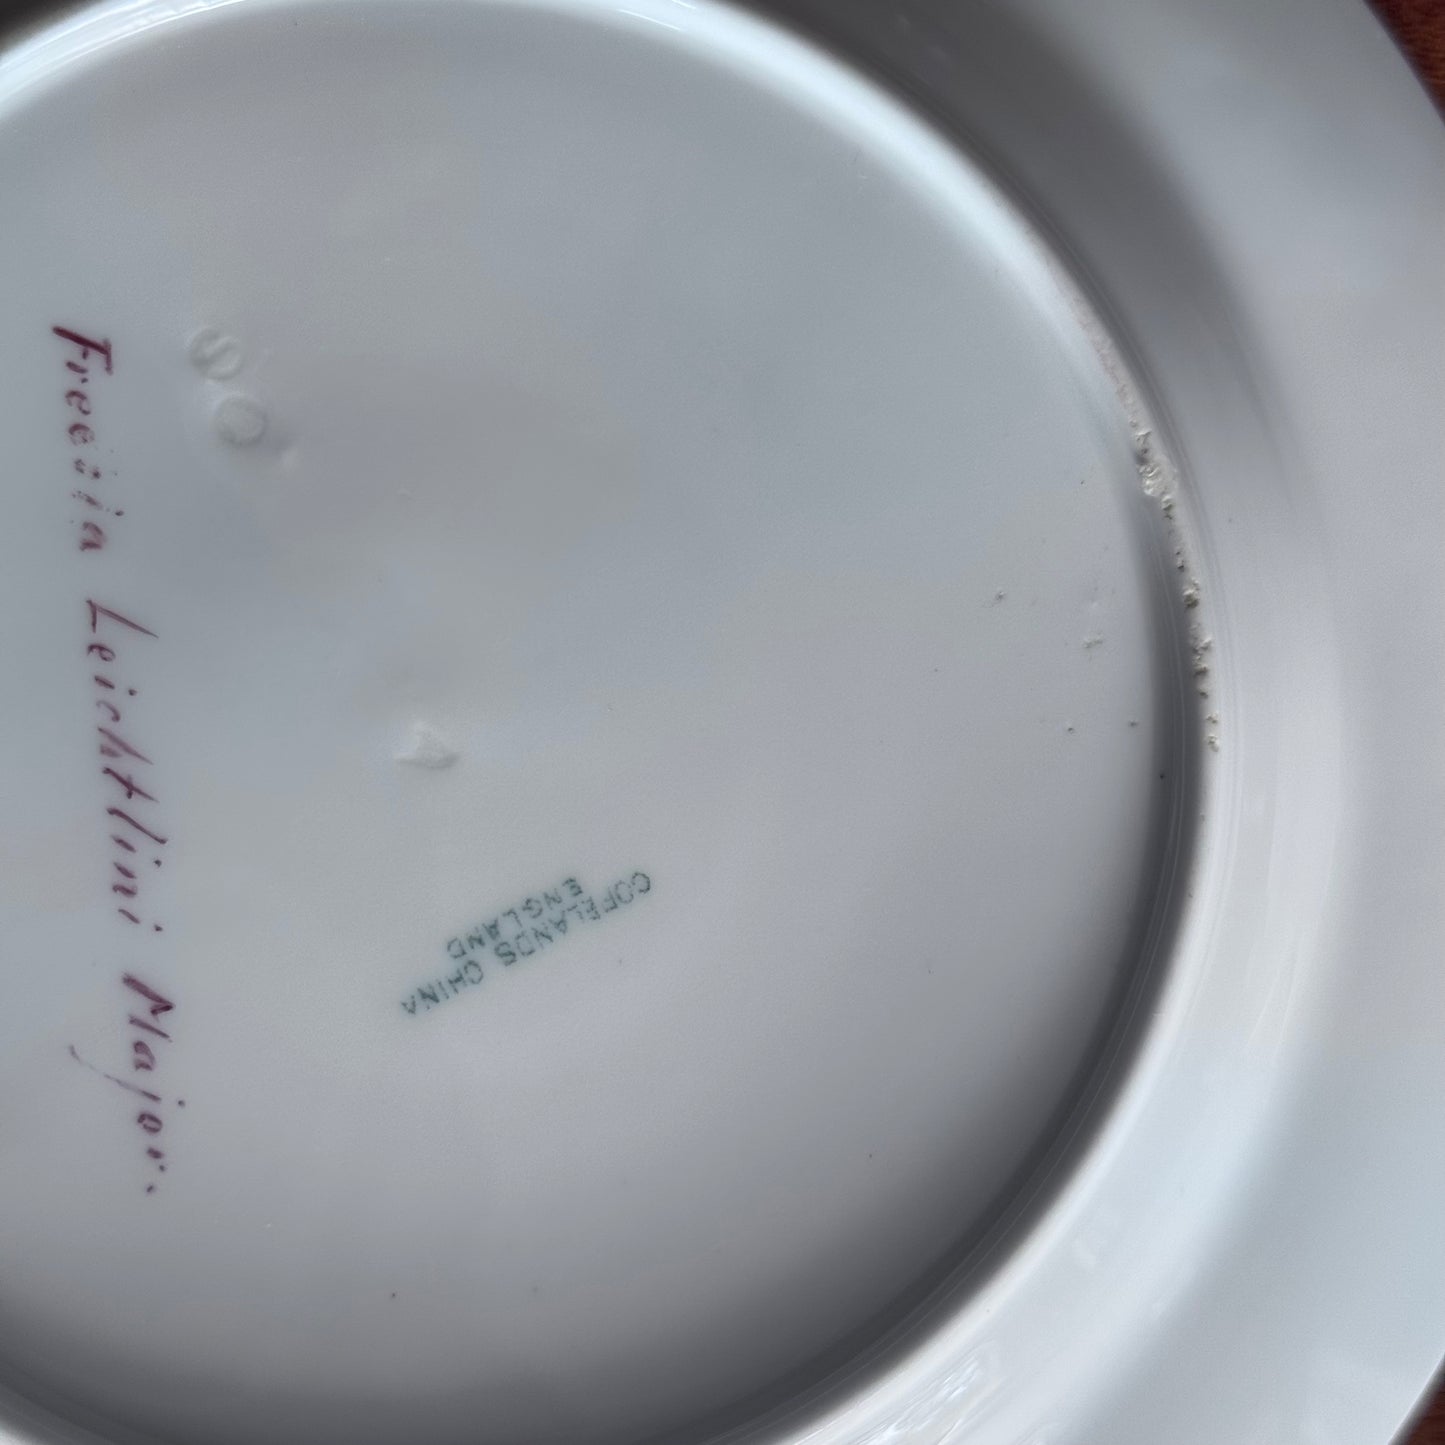 Freesia Leichtlini Major.
COPELANDS CHINA
ENGLAND
S